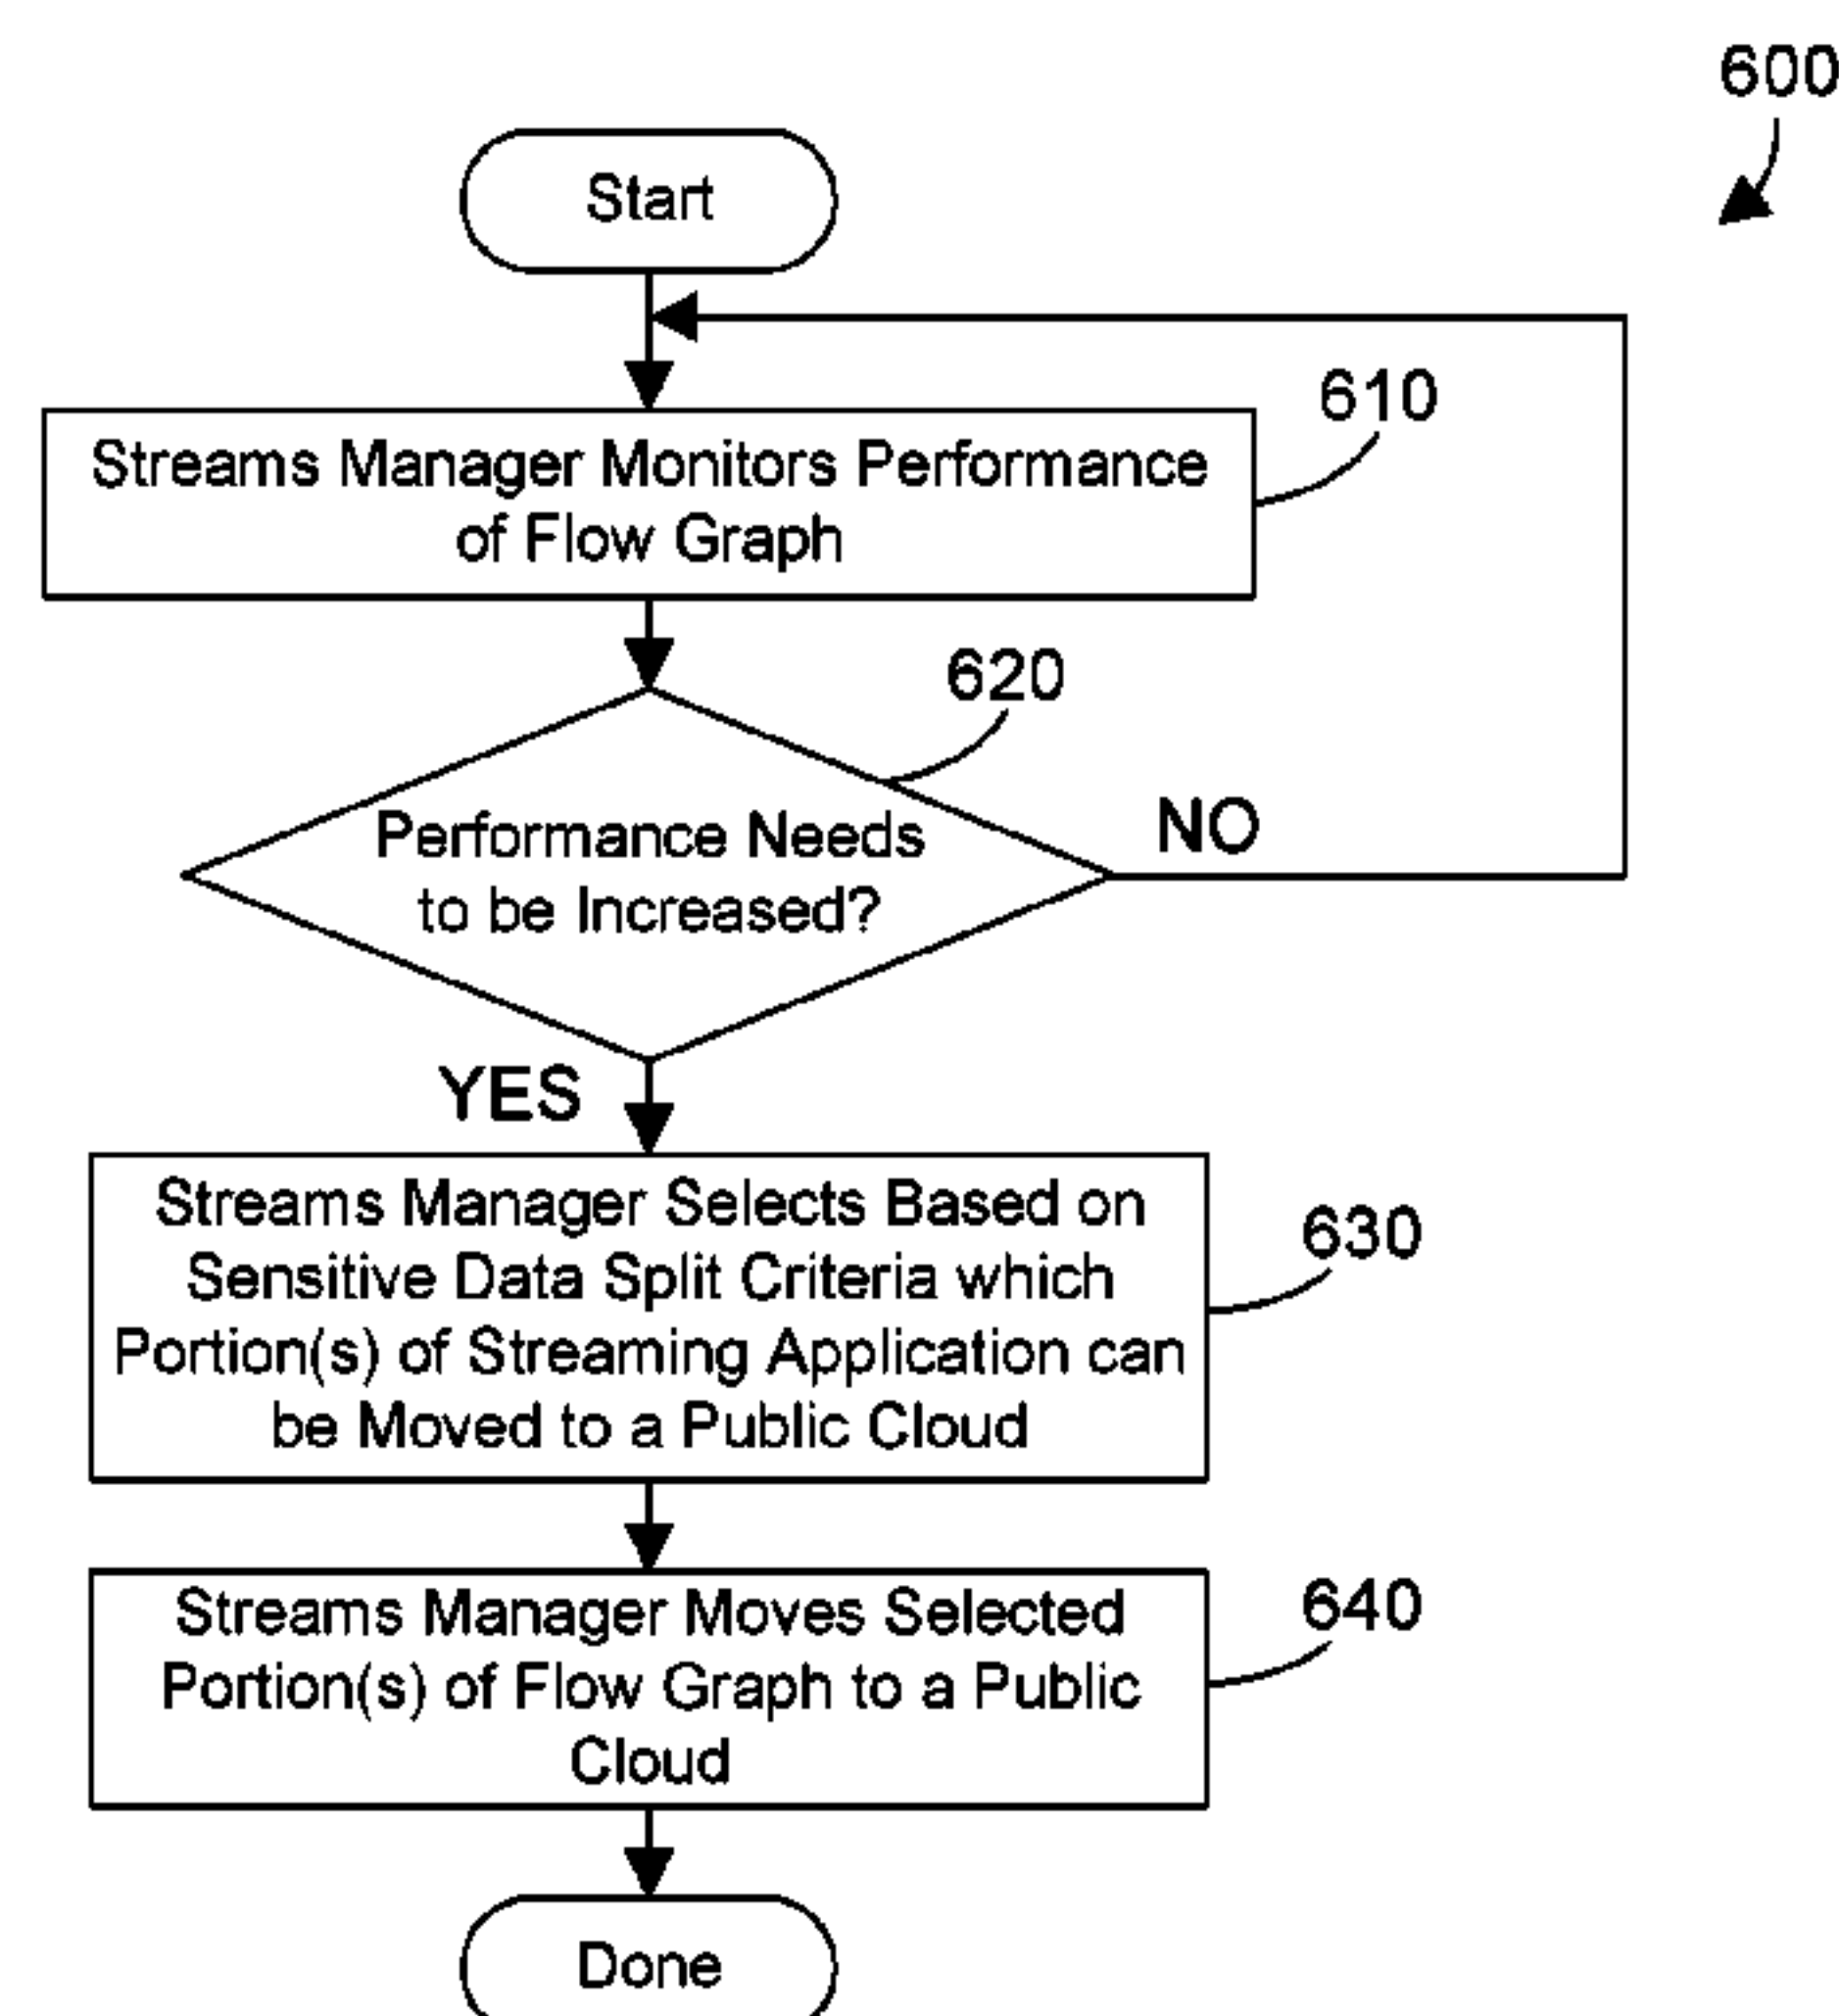 600
Start
610
Streams Manager Monitors Performance
of Flow Graph
620
Performance Needs
to be Increased?
NO
YES
Streams Manager Selects Based on
Sensitive Data Split Criteria which
Portion(s) of Streaming Application can
be Moved to a Public Cloud
630
Streams Manager Moves Selected
Portion(s) of Flow Graph to a Public
Cloud
640
Done